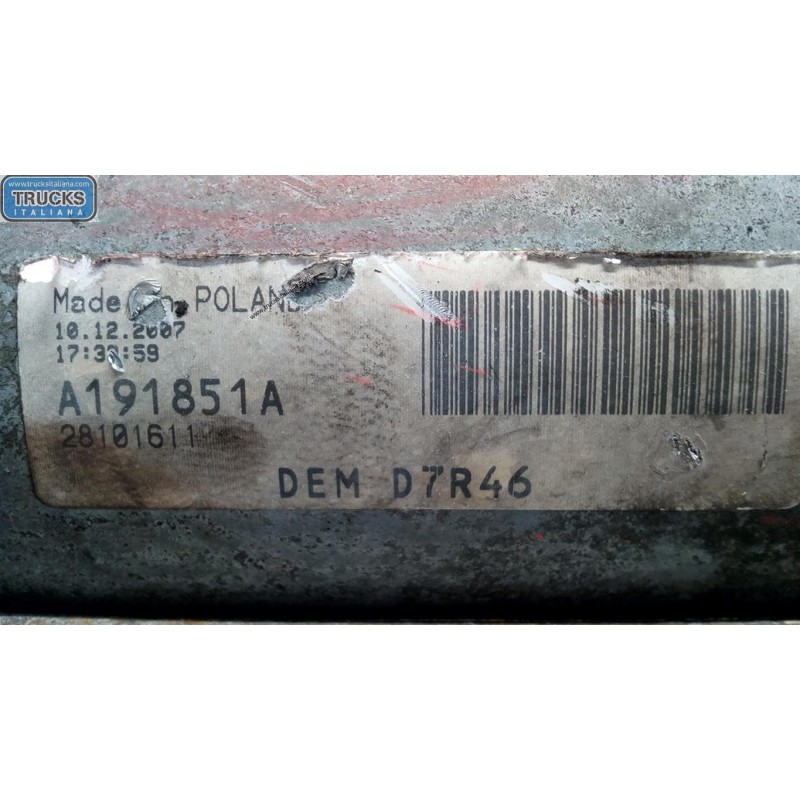 www.trucksitaliana.com
TRUCKS
ITALIANA
Made POLAND
10.12.2007
A191851A
28101611
DEM D7R46